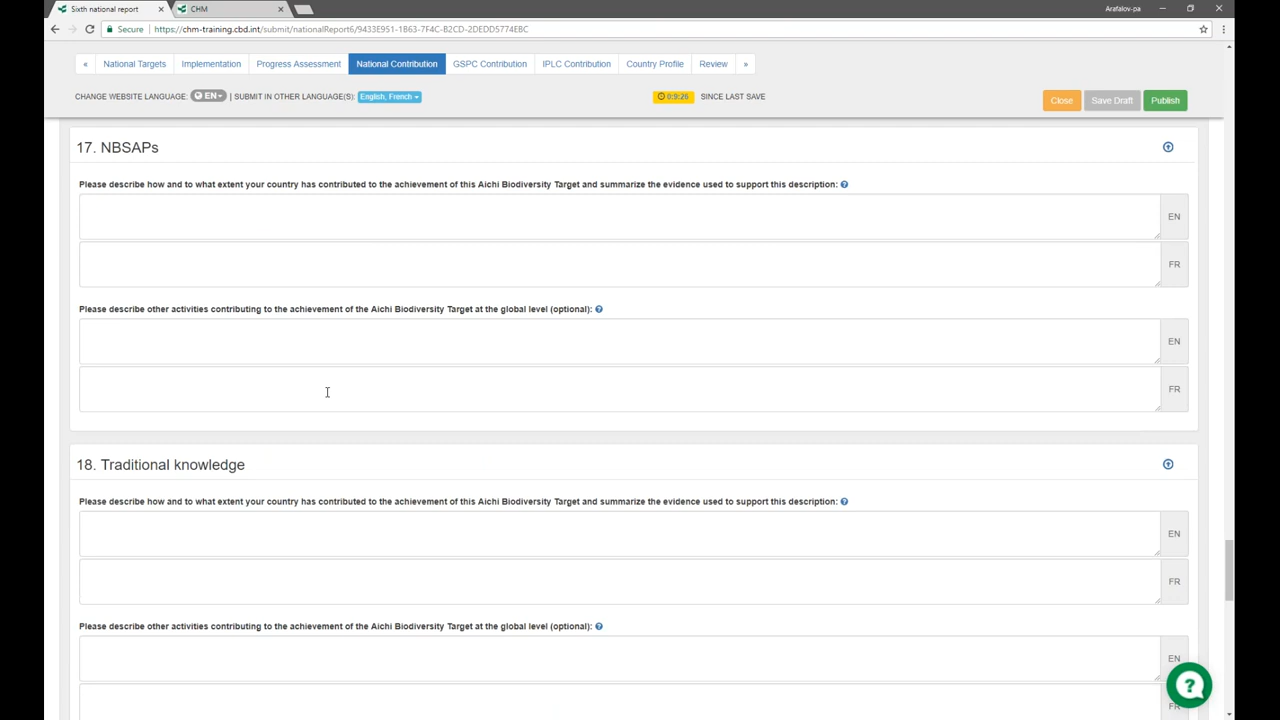 Sixth national report
CHM
Arafalov-pa
Secure https://chm-training.cbd.int/submit/nationalReport6/9433E951-1B63-7F4C-B2CD-2DEDD5774EBC
« National Targets Implementation Progress Assessment National Contribution GSPC Contribution IPLC Contribution Country Profile Review »
CHANGE WEBSITE LANGUAGE: EN | SUBMIT IN OTHER LANGUAGE(S): English, French 0:9:26 SINCE LAST SAVE
Close Save Draft Publish
17. NBSAPs
Please describe how and to what extent your country has contributed to the achievement of this Aichi Biodiversity Target and summarize the evidence used to support this description:
EN
FR
Please describe other activities contributing to the achievement of the Aichi Biodiversity Target at the global level (optional):
EN
FR
18. Traditional knowledge
Please describe how and to what extent your country has contributed to the achievement of this Aichi Biodiversity Target and summarize the evidence used to support this description:
EN
FR
Please describe other activities contributing to the achievement of the Aichi Biodiversity Target at the global level (optional):
EN
FR